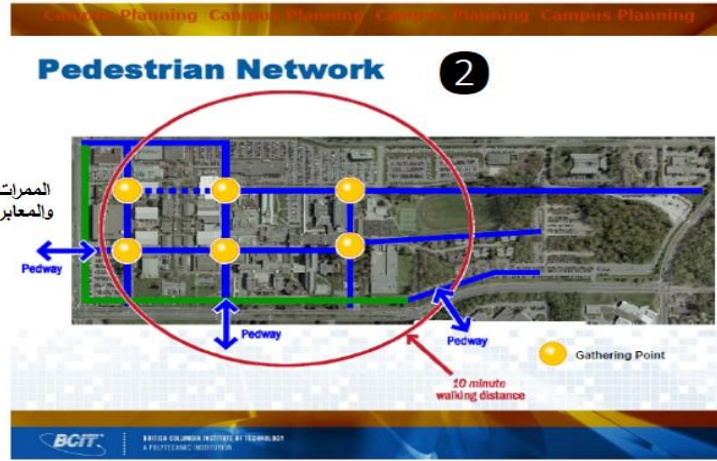 Campus Planning Campus Planning Campus Planning Campus Planning
Pedestrian Network
2
الممرات
والمعابر
Pedway
Pedway
Pedway
Gathering Point
10 minute
walking distance
BCIT
BRITISH COLUMBIA INSTITUTE OF TECHNOLOGY
A POLYTECHNIC INSTITUTION